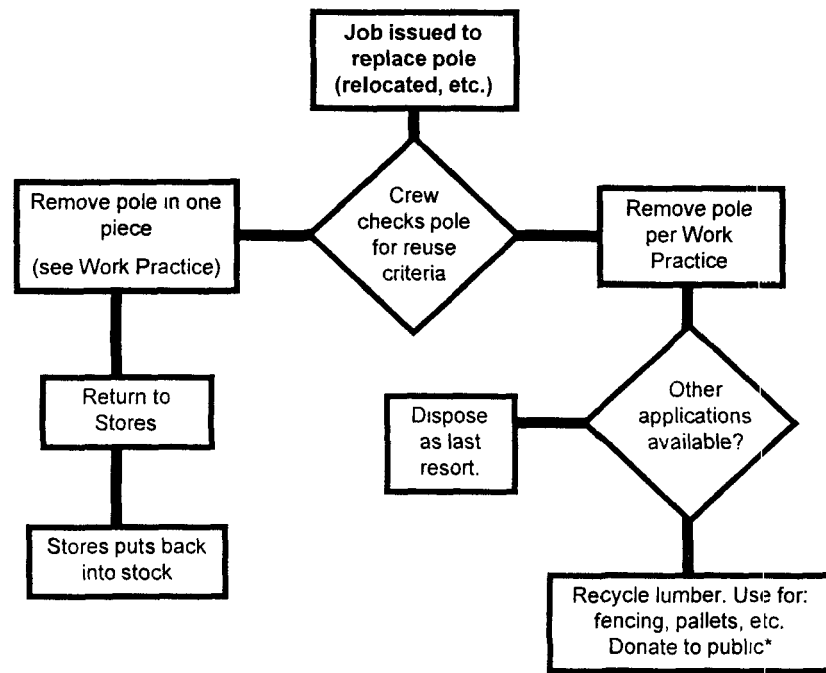 Job issued to
replace pole
(relocated, etc.)
Crew
checks pole
for reuse
criteria
Remove pole in one
piece
(see Work Practice)
Remove pole
per Work
Practice
Return to
Stores
Stores puts back
into stock
Other
applications
available?
Dispose
as last
resort.
Recycle lumber. Use for:
fencing, pallets, etc.
Donate to public*